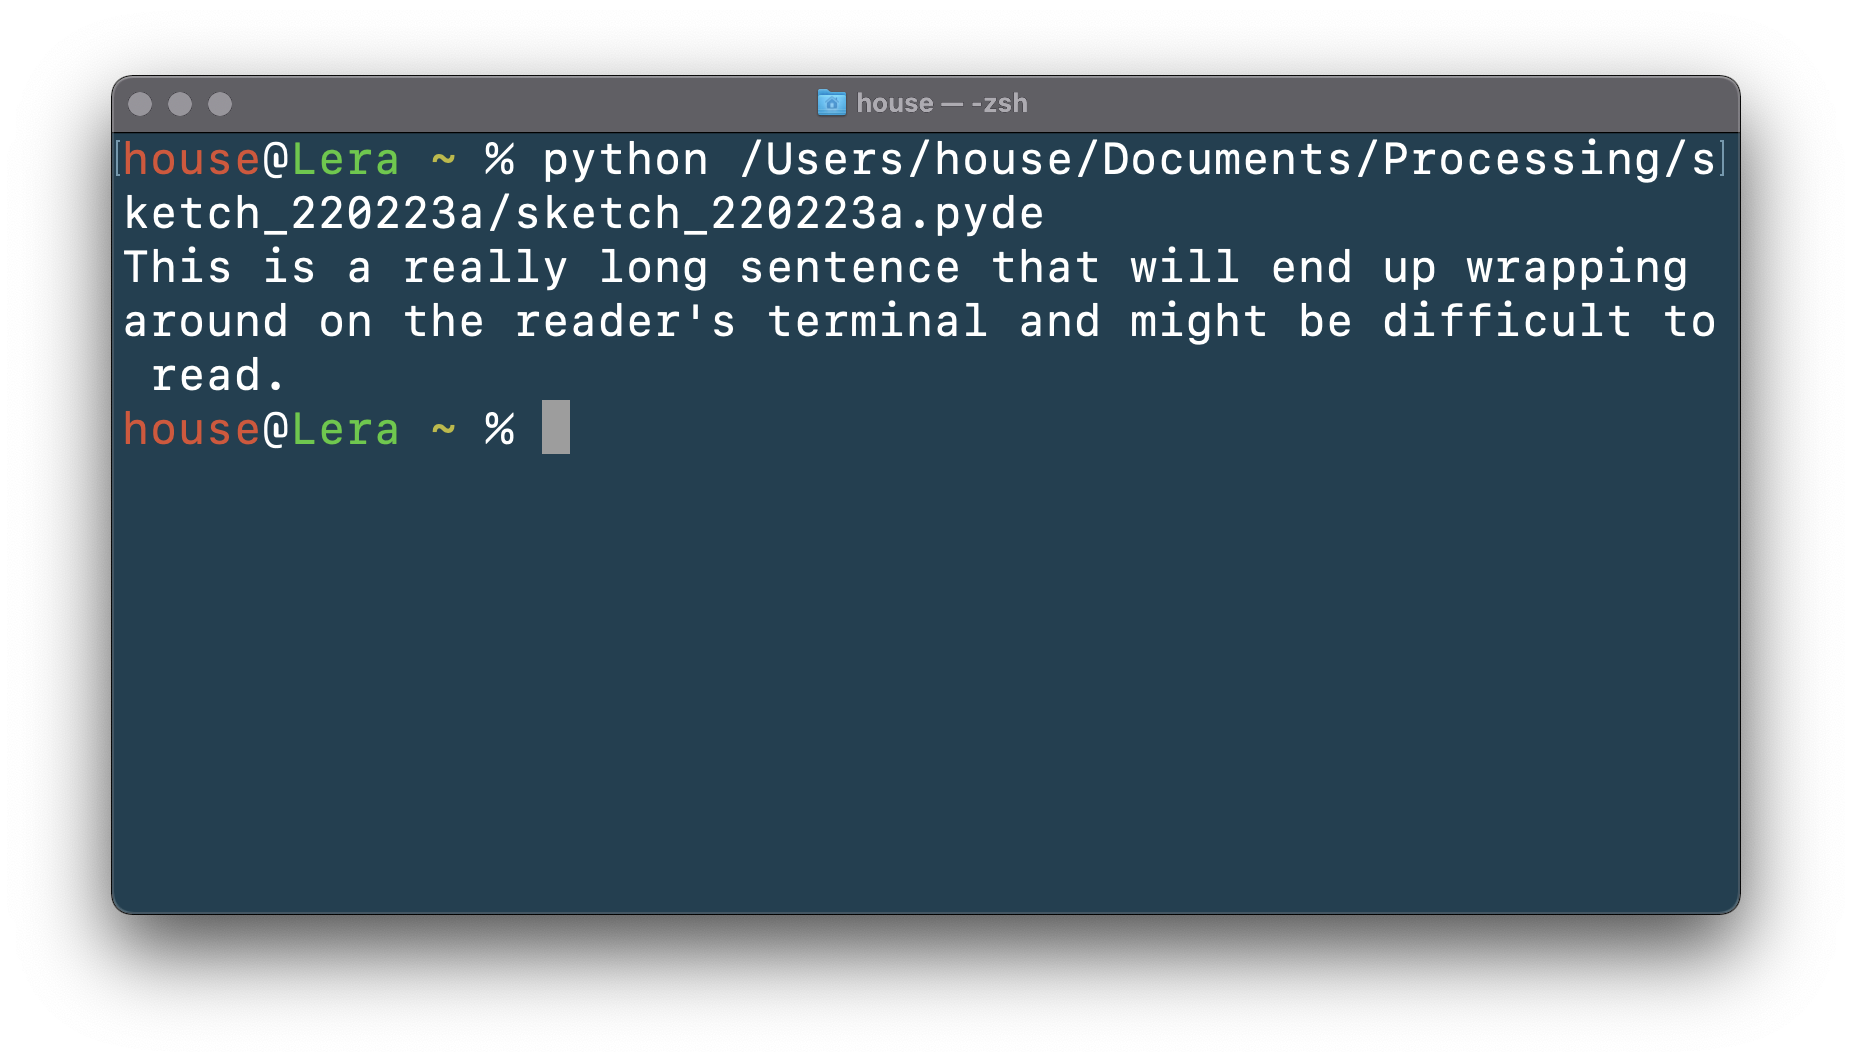 house — -zsh
house@Lera ~ % python /Users/house/Documents/Processing/s
ketch_220223a/sketch_220223a.pyde
This is a really long sentence that will end up wrapping
around on the reader's terminal and might be difficult to
 read.
house@Lera ~ %